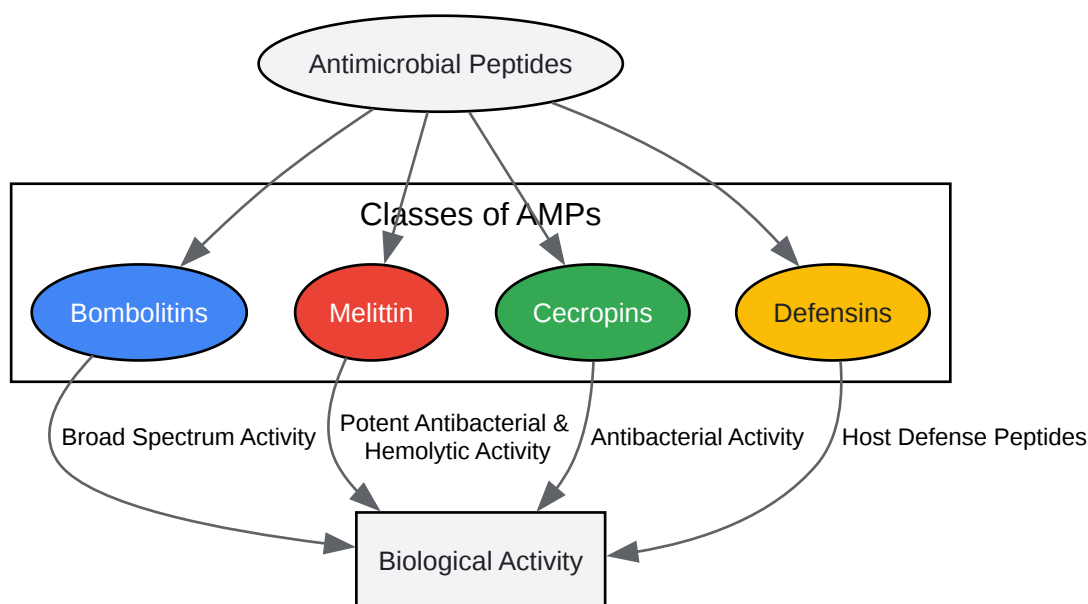 Antimicrobial Peptides
Classes of AMPs
Bombolitins
Melittin
Cecropins
Defensins
Broad Spectrum Activity
Potent Antibacterial &
Hemolytic Activity
Antibacterial Activity
Host Defense Peptides
Biological Activity